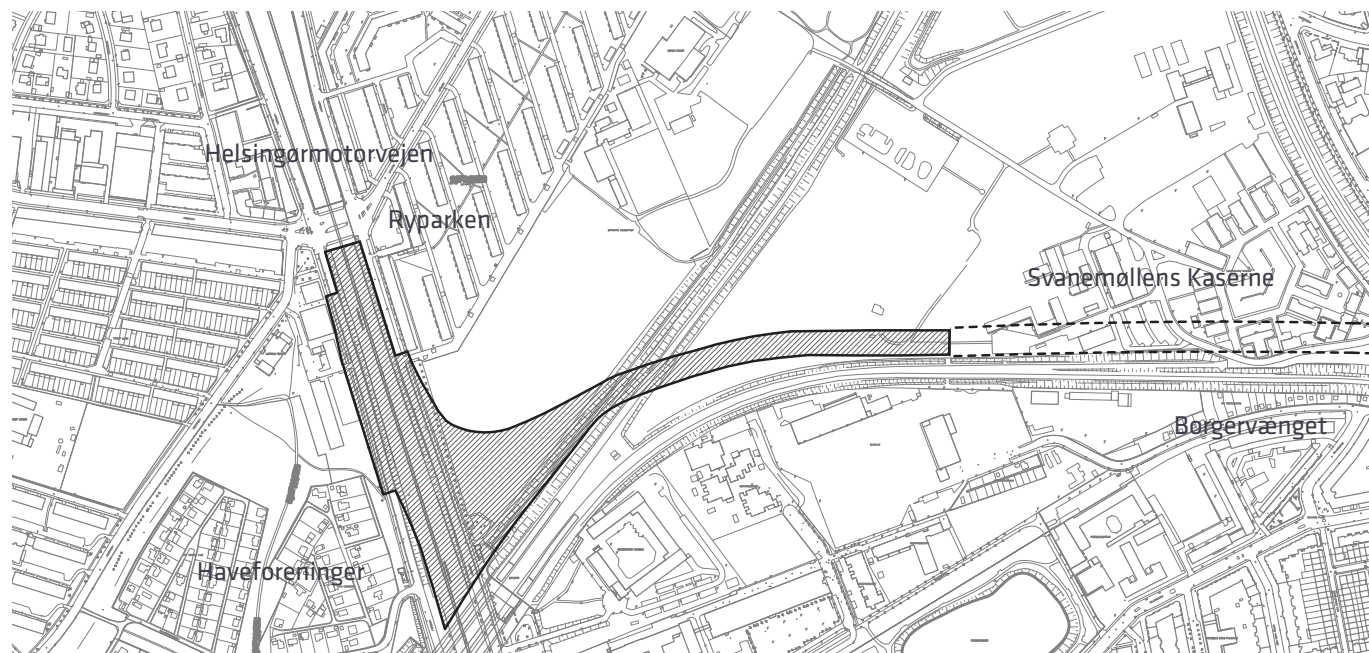 Helsingørmotorvejen
Ryparken
Svanemøllens Kaserne
Borgervænget
Haveforeninger